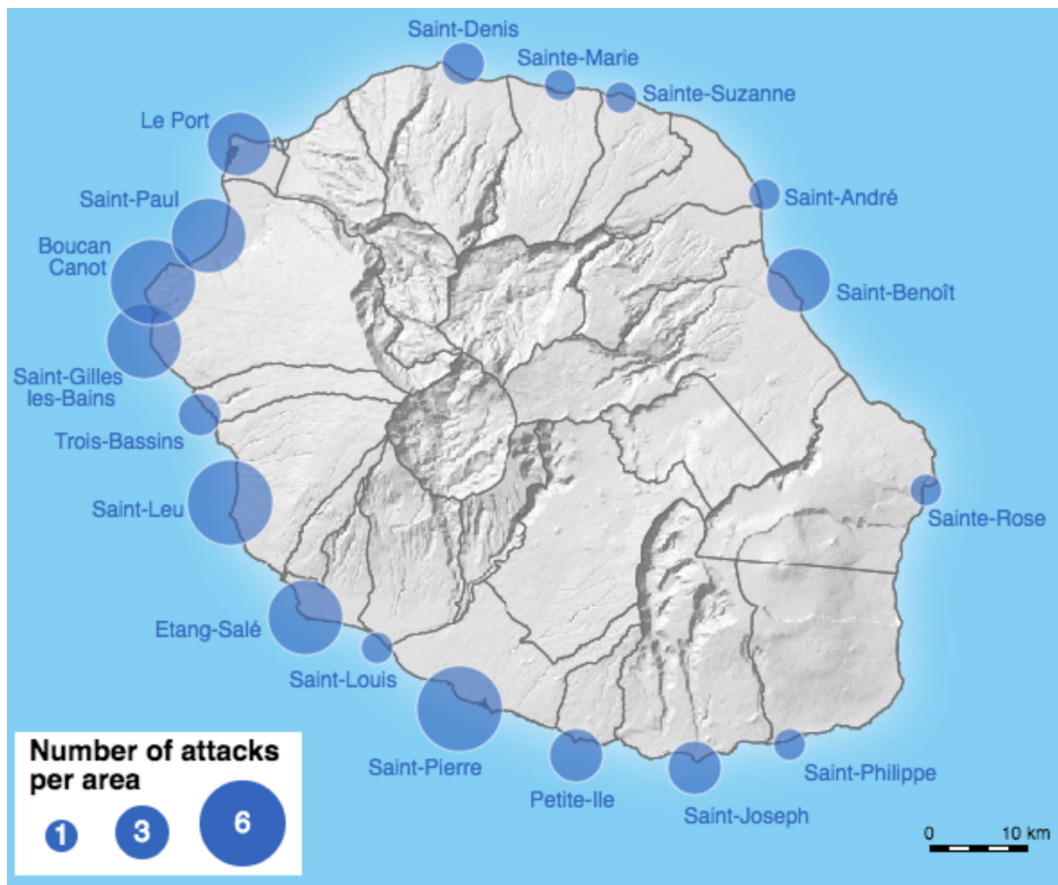 Saint-Denis
Sainte-Marie
Sainte-Suzanne
Le Port
Saint-Paul
Saint-André
Boucan
Canot
Saint-Benoît
Saint-Gilles
les-Bains
Trois-Bassins
Saint-Leu
Sainte-Rose
Etang-Salé
Saint-Louis
Saint-Pierre
Petite-Ile
Saint-Joseph
Saint-Philippe
Number of attacks
per area
1 3 6
0 10 km